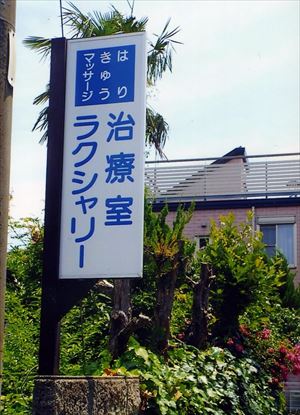 はり
きゅう
マッサージ
治療室
ラクシャリー